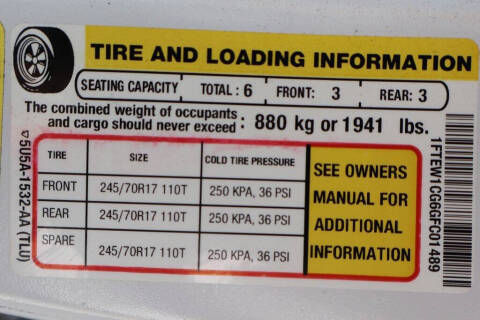 TIRE AND LOADING INFORMATION
SEATING CAPACITY TOTAL : 6 FRONT: 3 REAR: 3
The combined weight of occupants
and cargo should never exceed : 880 kg or 1941 lbs.
TIRE SIZE COLD TIRE PRESSURE
FRONT 245/70R17 110T 250 KPA, 36 PSI
REAR 245/70R17 110T 250 KPA, 36 PSI
SPARE 245/70R17 110T 250 KPA, 36 PSI
SEE OWNERS
MANUAL FOR
ADDITIONAL
INFORMATION
5U5A-1532-AA (TLU)
1FTEW1CG6GFC01489